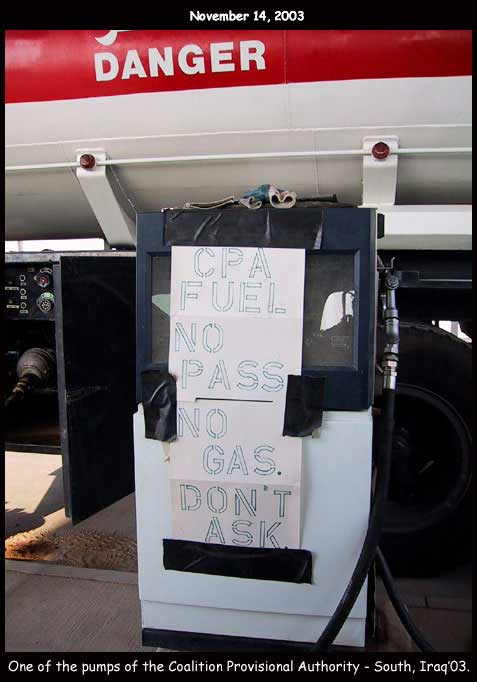 November 14, 2003
DANGER
CPA
FUEL
NO
PASS
NO
GAS.
DON'T
ASK.
One of the pumps of the Coalition Provisional Authority - South, Iraq'03.